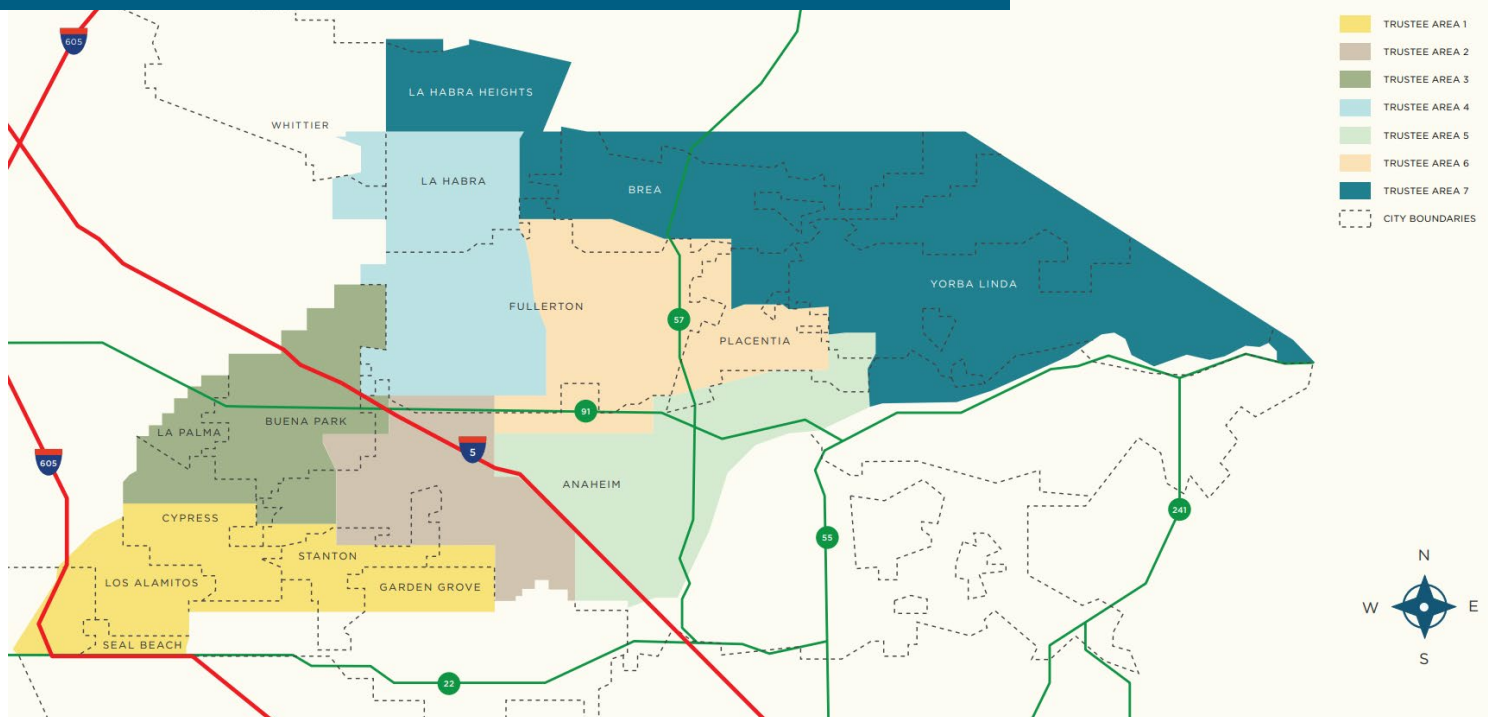 605
LA HABRA HEIGHTS
WHITTIER
LA HABRA
BREA
YORBA LINDA
FULLERTON
57
PLACENTIA
91
LA PALMA
BUENA PARK
5
605
ANAHEIM
CYPRESS
241
55
STANTON
LOS ALAMITOS
GARDEN GROVE
SEAL BEACH
22
TRUSTEE AREA 1
TRUSTEE AREA 2
TRUSTEE AREA 3
TRUSTEE AREA 4
TRUSTEE AREA 5
TRUSTEE AREA 6
TRUSTEE AREA 7
CITY BOUNDARIES
N
W
E
S